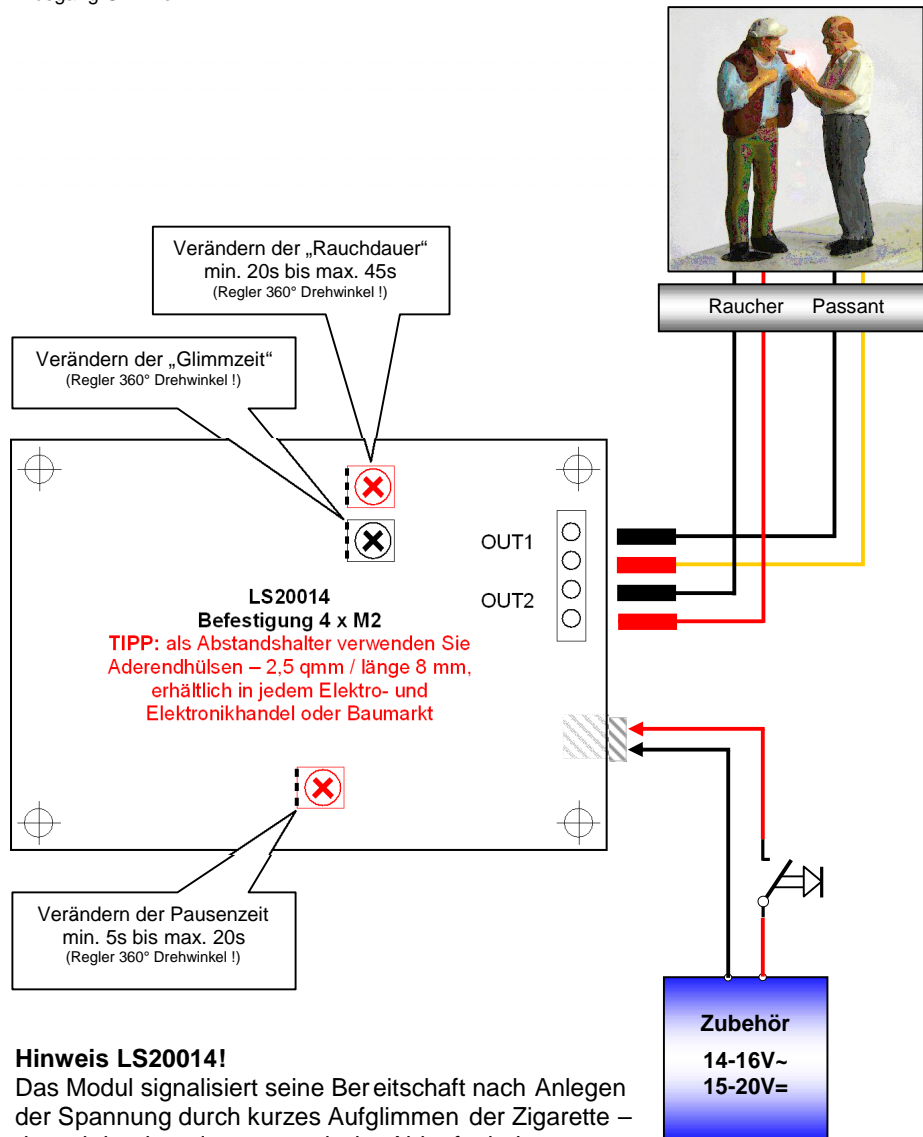 Verändern der „Rauchdauer“
min. 20s bis max. 45s
(Regler 360° Drehwinkel !)
Raucher Passant
Verändern der „Glimmzeit“
(Regler 360° Drehwinkel !)
OUT1
OUT2
LS20014
Befestigung 4 x M2
TIPP: als Abstandshalter verwenden Sie
Aderendhülsen – 2,5 qmm / länge 8 mm,
erhältlich in jedem Elektro- und
Elektronikhandel oder Baumarkt
Verändern der Pausenzeit
min. 5s bis max. 20s
(Regler 360° Drehwinkel !)
Zubehör
14-16V~
15-20V=
Hinweis LS20014!
Das Modul signalisiert seine Bereitschaft nach Anlegen
der Spannung durch kurzes Aufglimmen der Zigarette –